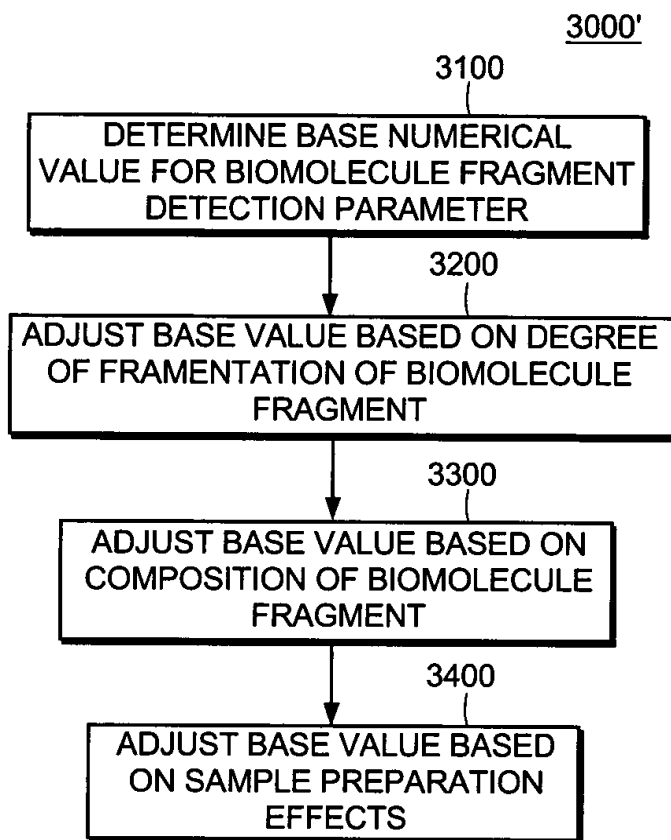 3000'
3100
DETERMINE BASE NUMERICAL
VALUE FOR BIOMOLECULE FRAGMENT
DETECTION PARAMETER
3200
ADJUST BASE VALUE BASED ON DEGREE
OF FRAMENTATION OF BIOMOLECULE
FRAGMENT
3300
ADJUST BASE VALUE BASED ON
COMPOSITION OF BIOMOLECULE
FRAGMENT
3400
ADJUST BASE VALUE BASED
ON SAMPLE PREPARATION
EFFECTS